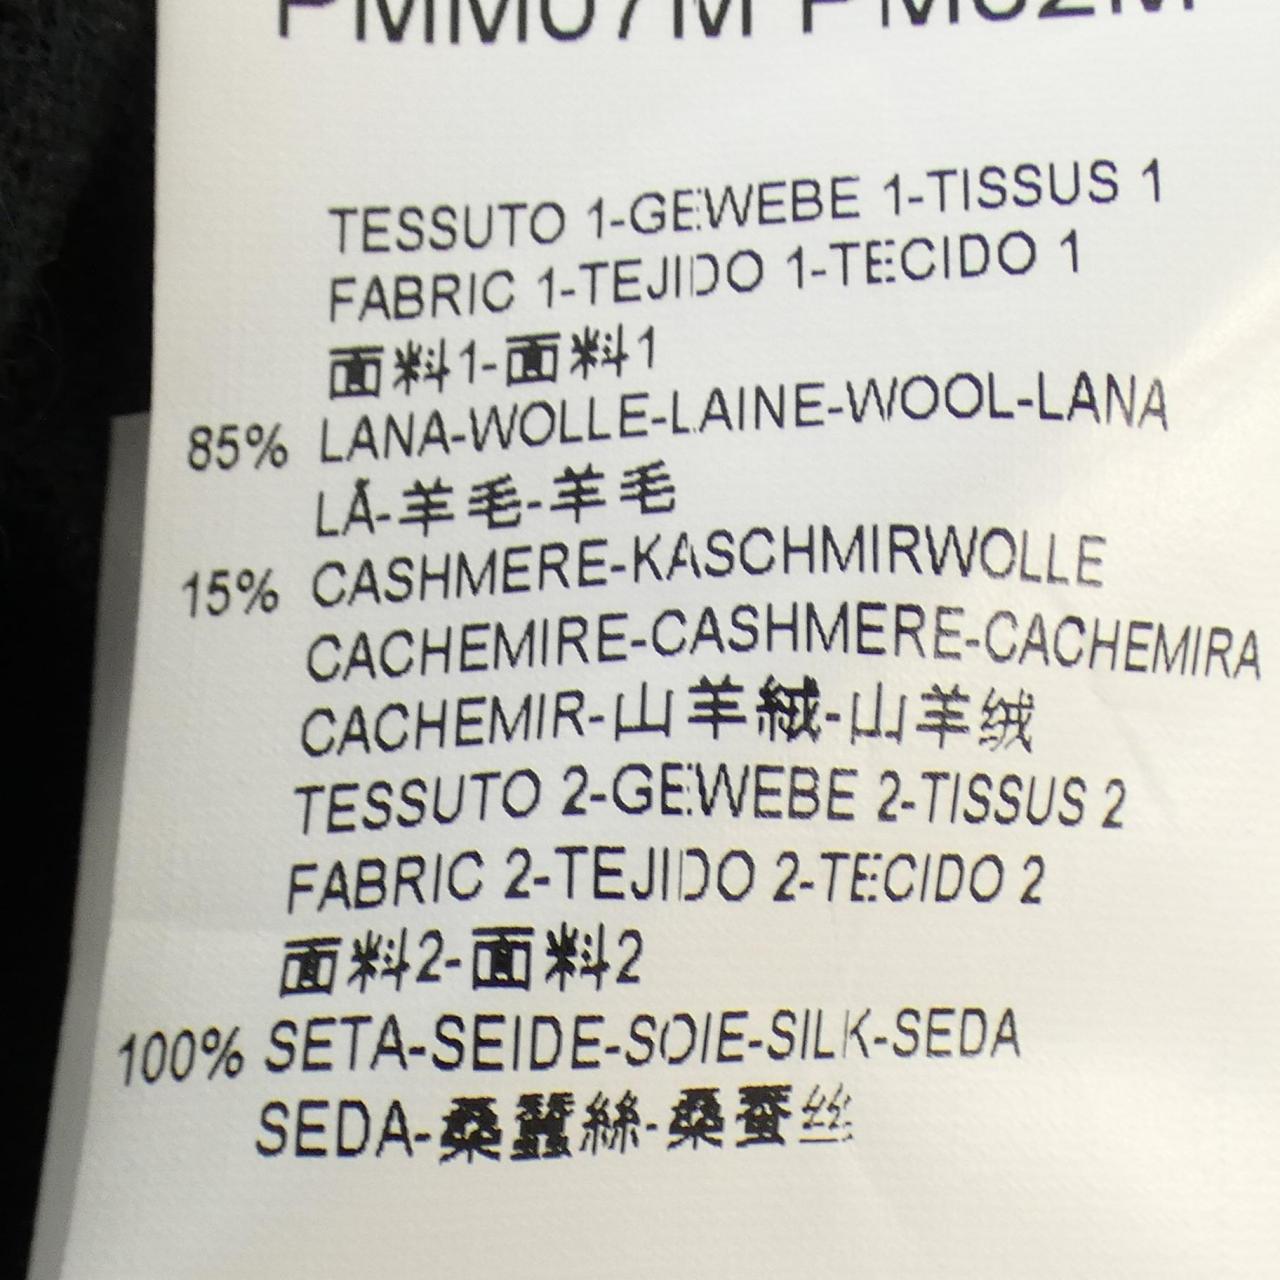 TESSUTO 1-GEWEBE 1-TISSUS 1
FABRIC 1-TEJIDO 1-TECIDO 1
面料1-面料1
85% LANA-WOLLE-LAINE-WOOL-LANA
LÃ-羊毛-羊毛
15% CASHMERE-KASCHMIRWOLLE
CACHEMIRE-CASHMERE-CACHEMIRA
CACHEMIR-山羊絨-山羊绒
TESSUTO 2-GEWEBE 2-TISSUS 2
FABRIC 2-TEJIDO 2-TECIDO 2
面料2-面料2
100% SETA-SEIDE-SOIE-SILK-SEDA
SEDA-桑蠶絲-桑蚕丝